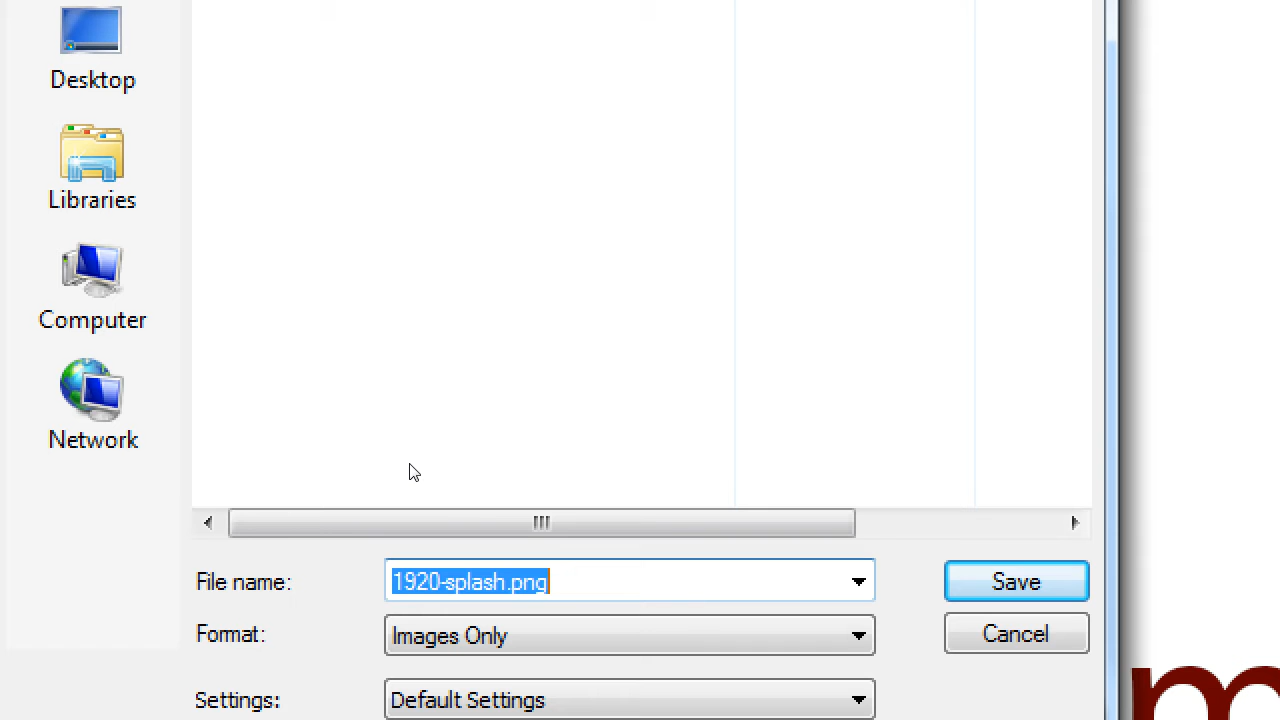 Desktop
Libraries
Computer
Network
File name:
1920-splash.png
Save
Format:
Images Only
Cancel
Settings:
Default Settings
m